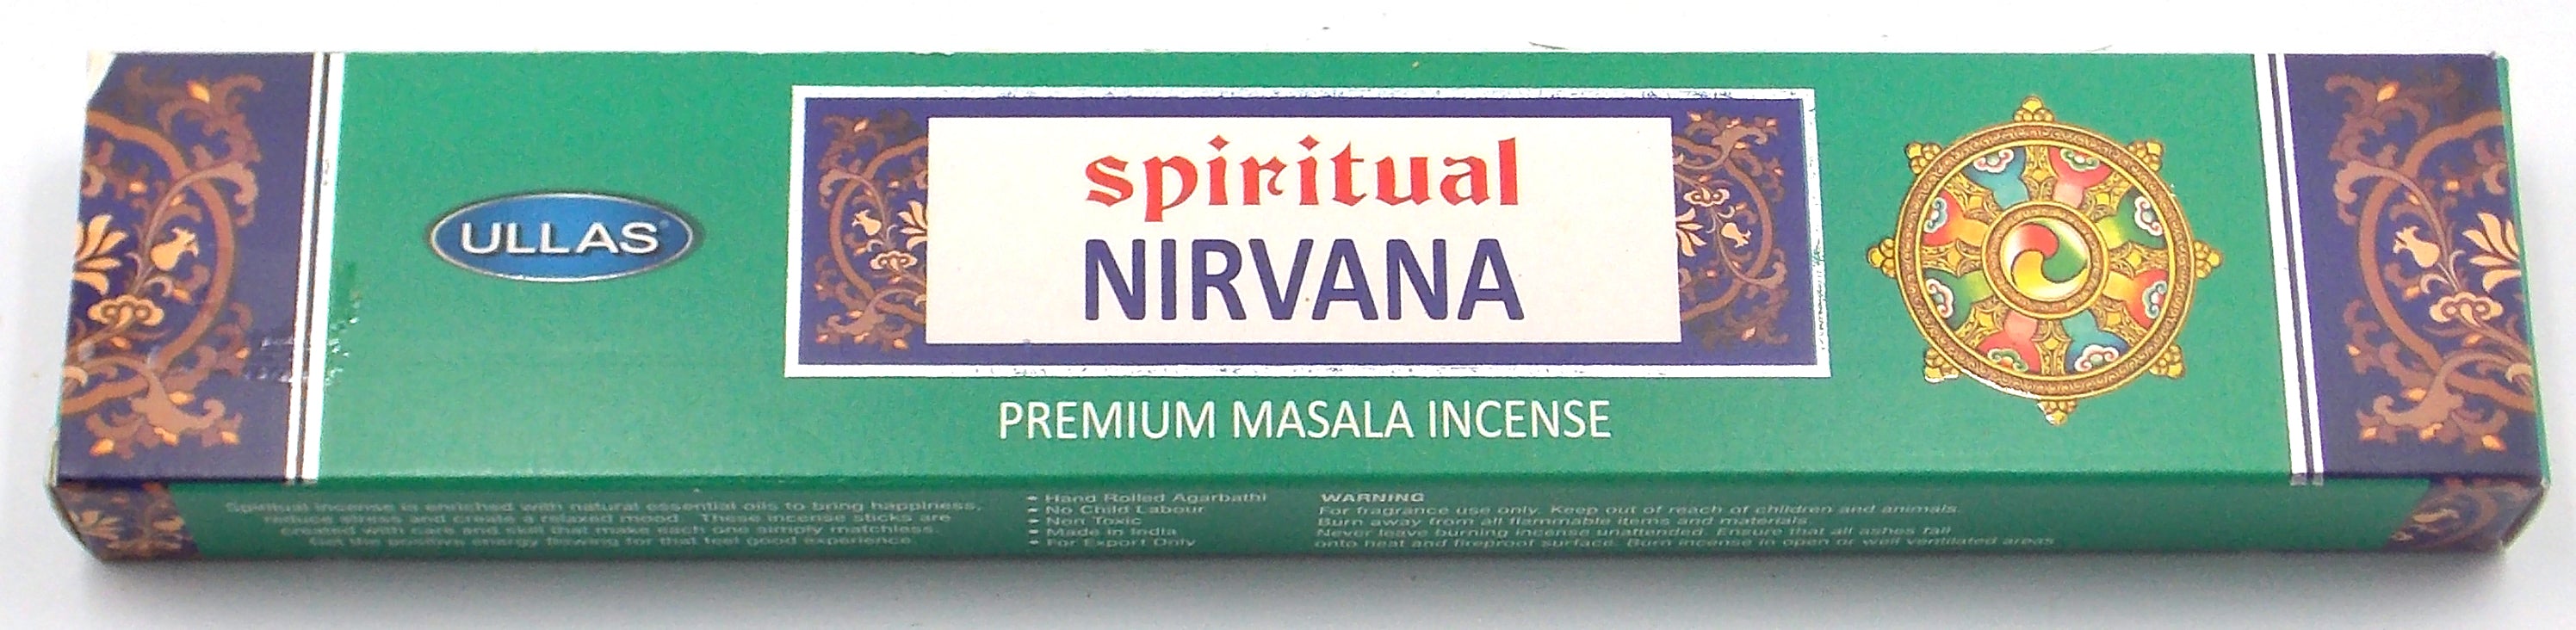 ULLAS
spiritual
NIRVANA
PREMIUM MASALA INCENSE
Spiritual Incense is enriched with natural essential oils to bring happiness,
reduce stress and create a relaxed mood. These incense sticks are
created with care and skill that make each one simply matchless.
Get the positive energy flowing for that feel good experience
• Hand Rolled Agarbathi
• No Child Labour
• Non Toxic
• Made in India
• For Export Only
WARNING
For fragrance use only. Keep out of reach of children and animals.
Burn away from all flammable items and materials.
Never leave burning incense unattended. Ensure that all ashes fall
onto heat and fireproof surface. Burn incense in open or well ventilated areas